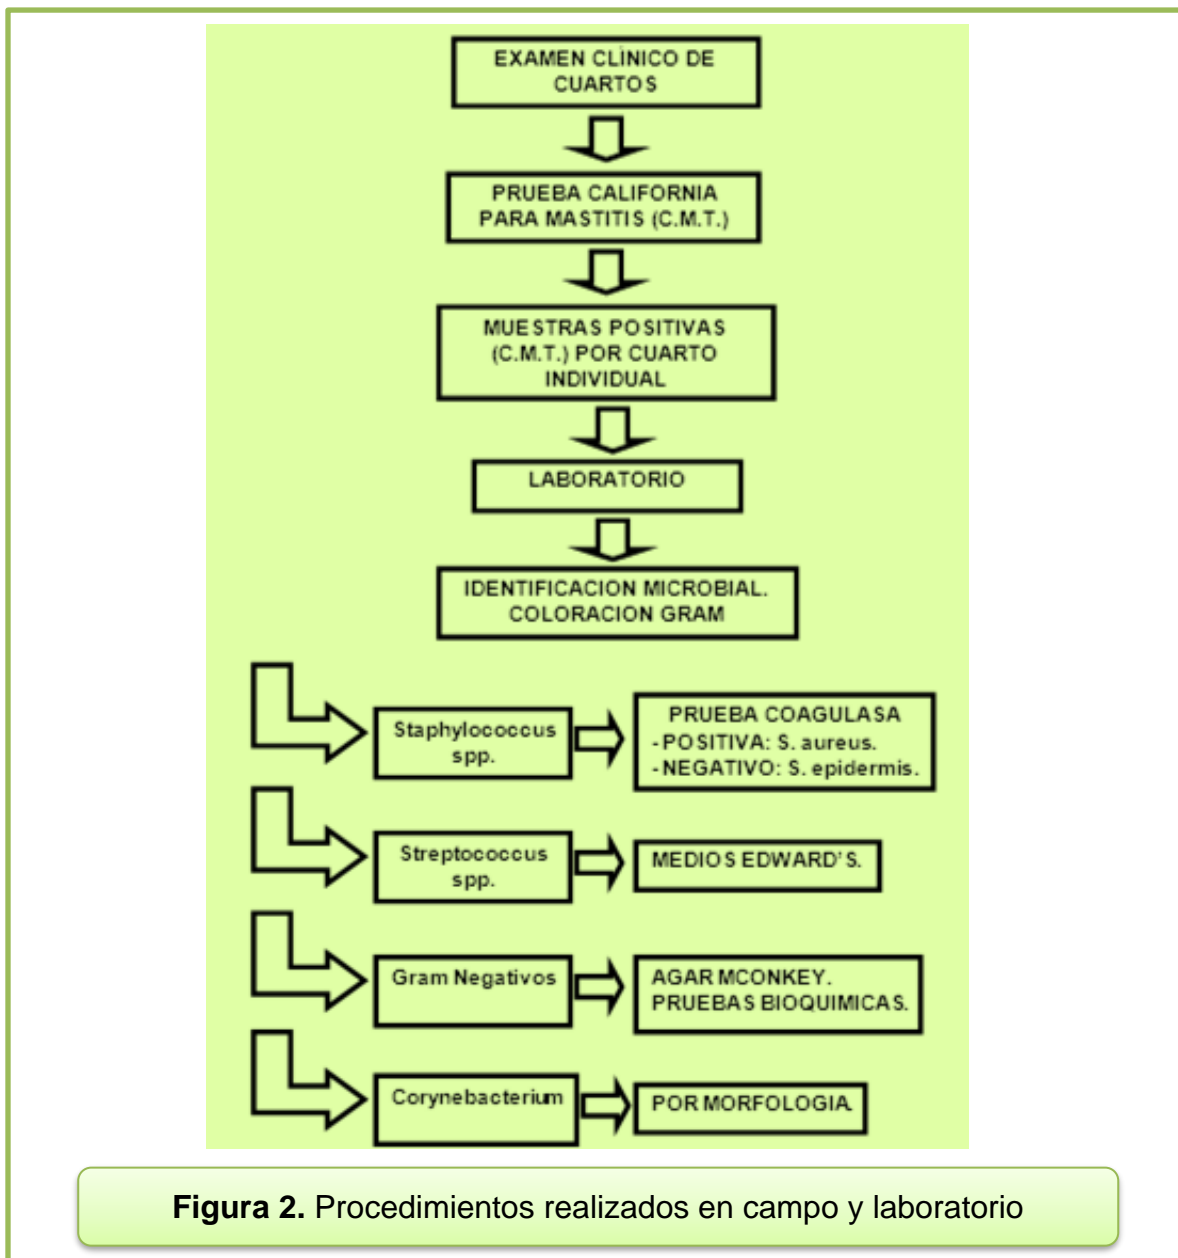 EXAMEN CLÍNICO DE
CUARTOS
PRUEBA CALIFORNIA
PARA MASTITIS (C.M.T.)
MUESTRAS POSITIVAS
(C.M.T.) POR CUARTO
INDIVIDUAL
LABORATORIO
IDENTIFICACION MICROBIAL.
COLORACION GRAM
Staphylococcus
spp.
PRUEBA COAGULASA
-POSITIVA: S. aureus.
-NEGATIVO: S. epidermis.
Streptococcus
spp.
MEDIOS EDWARD'S.
Gram Negativos
AGAR MCONKEY.
PRUEBAS BIOQUIMICAS.
Corynebacterium
POR MORFOLOGIA.
Figura 2. Procedimientos realizados en campo y laboratorio